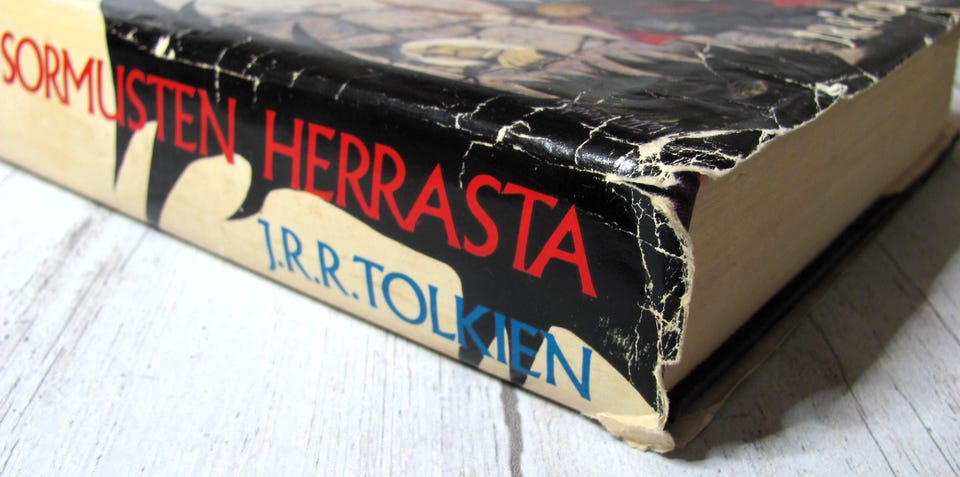 SORMUSTEN HERRASTA
J.R.R. TOLKIEN